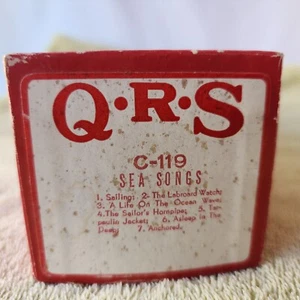 Q·R·S
C-119
SEA SONGS
1. Sailing; 2- The Laboard Watch;
3. A Life On The Ocean Wave;
4. The Sailor's Hornpipe; 5. Tar-
paulin Jacket; 6. Asleep in the
Deep; 7. Anchored.